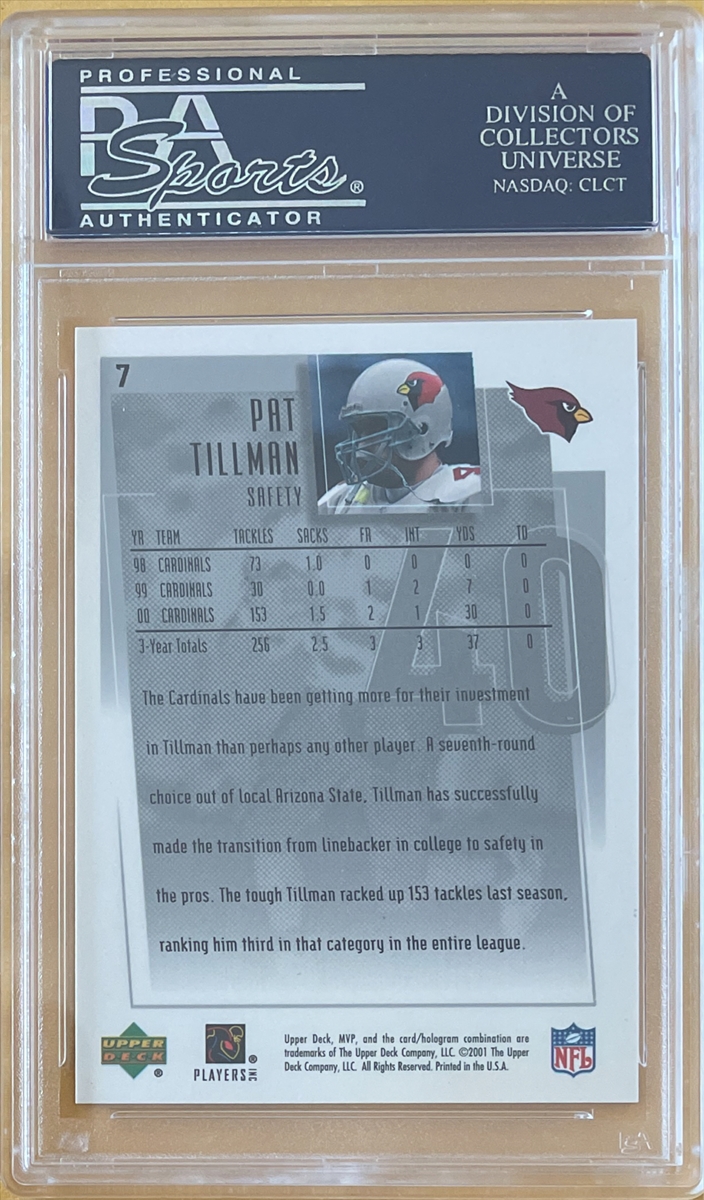 PROFESSIONAL
PSA
Sports®
AUTHENTICATOR
A
DIVISION OF
COLLECTORS
UNIVERSE
NASDAQ: CLCT
7
PAT
TILLMAN
SAFETY
40
YR TEAM TACKLES SACKS FR INT YDS TD
98 CARDINALS 73 1.0 0 0 0 0
99 CARDINALS 30 0.0 1 2 7 0
00 CARDINALS 153 1.5 2 1 30 0
3-Year Totals 256 2.5 3 3 37 0
The Cardinals have been getting more for their investment
in Tillman than perhaps any other player. A seventh-round
choice out of local Arizona State, Tillman has successfully
made the transition from linebacker in college to safety in
the pros. The tough Tillman racked up 153 tackles last season,
ranking him third in that category in the entire league.
UPPER
DECK®
PLAYERS INC®
Upper Deck, MVP, and the card/hologram combination are
trademarks of The Upper Deck Company, LLC. ©2001 The Upper
Deck Company, LLC. All Rights Reserved. Printed in the U.S.A.
NFL